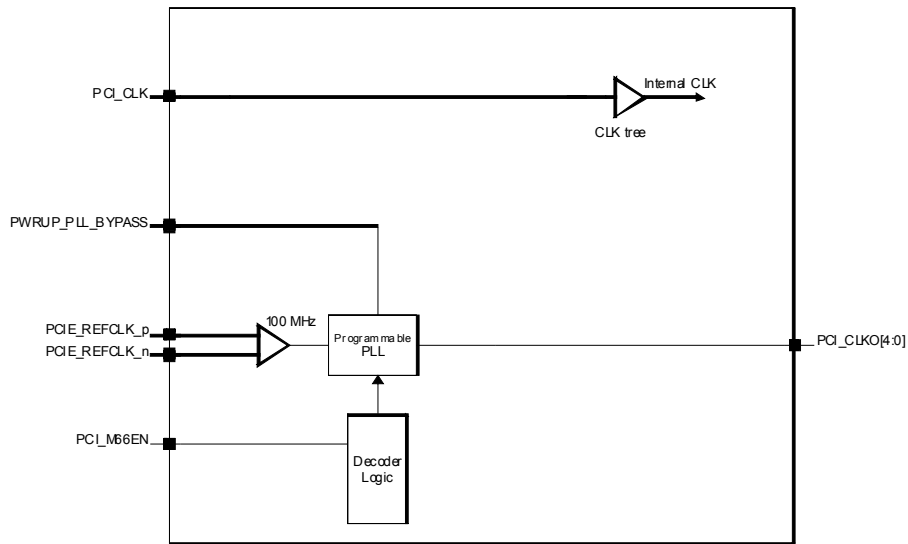 PCI_CLK
Internal CLK
CLK tree
PWRUP_PLL_BYPASS
PCIE_REFCLK_p
PCIE_REFCLK_n
100 MHz
Programmable
PLL
PCI_CLKO[4:0]
PCI_M66EN
Decoder
Logic